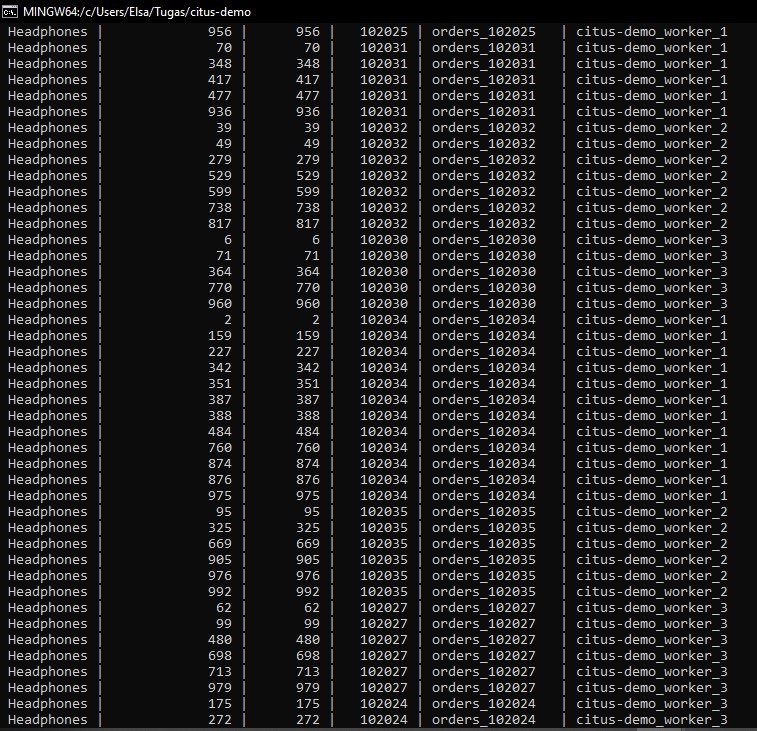 MINGW64:/c/Users/Elsa/Tugas/citus-demo
Headphones | 956 | 956 | 102025 | orders_102025 | citus-demo_worker_1
Headphones | 70 | 70 | 102031 | orders_102031 | citus-demo_worker_1
Headphones | 348 | 348 | 102031 | orders_102031 | citus-demo_worker_1
Headphones | 417 | 417 | 102031 | orders_102031 | citus-demo_worker_1
Headphones | 477 | 477 | 102031 | orders_102031 | citus-demo_worker_1
Headphones | 936 | 936 | 102031 | orders_102031 | citus-demo_worker_1
Headphones | 39 | 39 | 102032 | orders_102032 | citus-demo_worker_2
Headphones | 49 | 49 | 102032 | orders_102032 | citus-demo_worker_2
Headphones | 279 | 279 | 102032 | orders_102032 | citus-demo_worker_2
Headphones | 529 | 529 | 102032 | orders_102032 | citus-demo_worker_2
Headphones | 599 | 599 | 102032 | orders_102032 | citus-demo_worker_2
Headphones | 738 | 738 | 102032 | orders_102032 | citus-demo_worker_2
Headphones | 817 | 817 | 102032 | orders_102032 | citus-demo_worker_2
Headphones | 6 | 6 | 102030 | orders_102030 | citus-demo_worker_3
Headphones | 71 | 71 | 102030 | orders_102030 | citus-demo_worker_3
Headphones | 364 | 364 | 102030 | orders_102030 | citus-demo_worker_3
Headphones | 770 | 770 | 102030 | orders_102030 | citus-demo_worker_3
Headphones | 960 | 960 | 102030 | orders_102030 | citus-demo_worker_3
Headphones | 2 | 2 | 102034 | orders_102034 | citus-demo_worker_1
Headphones | 159 | 159 | 102034 | orders_102034 | citus-demo_worker_1
Headphones | 227 | 227 | 102034 | orders_102034 | citus-demo_worker_1
Headphones | 342 | 342 | 102034 | orders_102034 | citus-demo_worker_1
Headphones | 351 | 351 | 102034 | orders_102034 | citus-demo_worker_1
Headphones | 387 | 387 | 102034 | orders_102034 | citus-demo_worker_1
Headphones | 388 | 388 | 102034 | orders_102034 | citus-demo_worker_1
Headphones | 484 | 484 | 102034 | orders_102034 | citus-demo_worker_1
Headphones | 760 | 760 | 102034 | orders_102034 | citus-demo_worker_1
Headphones | 874 | 874 | 102034 | orders_102034 | citus-demo_worker_1
Headphones | 876 | 876 | 102034 | orders_102034 | citus-demo_worker_1
Headphones | 975 | 975 | 102034 | orders_102034 | citus-demo_worker_1
Headphones | 95 | 95 | 102035 | orders_102035 | citus-demo_worker_2
Headphones | 325 | 325 | 102035 | orders_102035 | citus-demo_worker_2
Headphones | 669 | 669 | 102035 | orders_102035 | citus-demo_worker_2
Headphones | 905 | 905 | 102035 | orders_102035 | citus-demo_worker_2
Headphones | 976 | 976 | 102035 | orders_102035 | citus-demo_worker_2
Headphones | 992 | 992 | 102035 | orders_102035 | citus-demo_worker_2
Headphones | 62 | 62 | 102027 | orders_102027 | citus-demo_worker_3
Headphones | 99 | 99 | 102027 | orders_102027 | citus-demo_worker_3
Headphones | 480 | 480 | 102027 | orders_102027 | citus-demo_worker_3
Headphones | 698 | 698 | 102027 | orders_102027 | citus-demo_worker_3
Headphones | 713 | 713 | 102027 | orders_102027 | citus-demo_worker_3
Headphones | 979 | 979 | 102027 | orders_102027 | citus-demo_worker_3
Headphones | 175 | 175 | 102024 | orders_102024 | citus-demo_worker_3
Headphones | 272 | 272 | 102024 | orders_102024 | citus-demo_worker_3